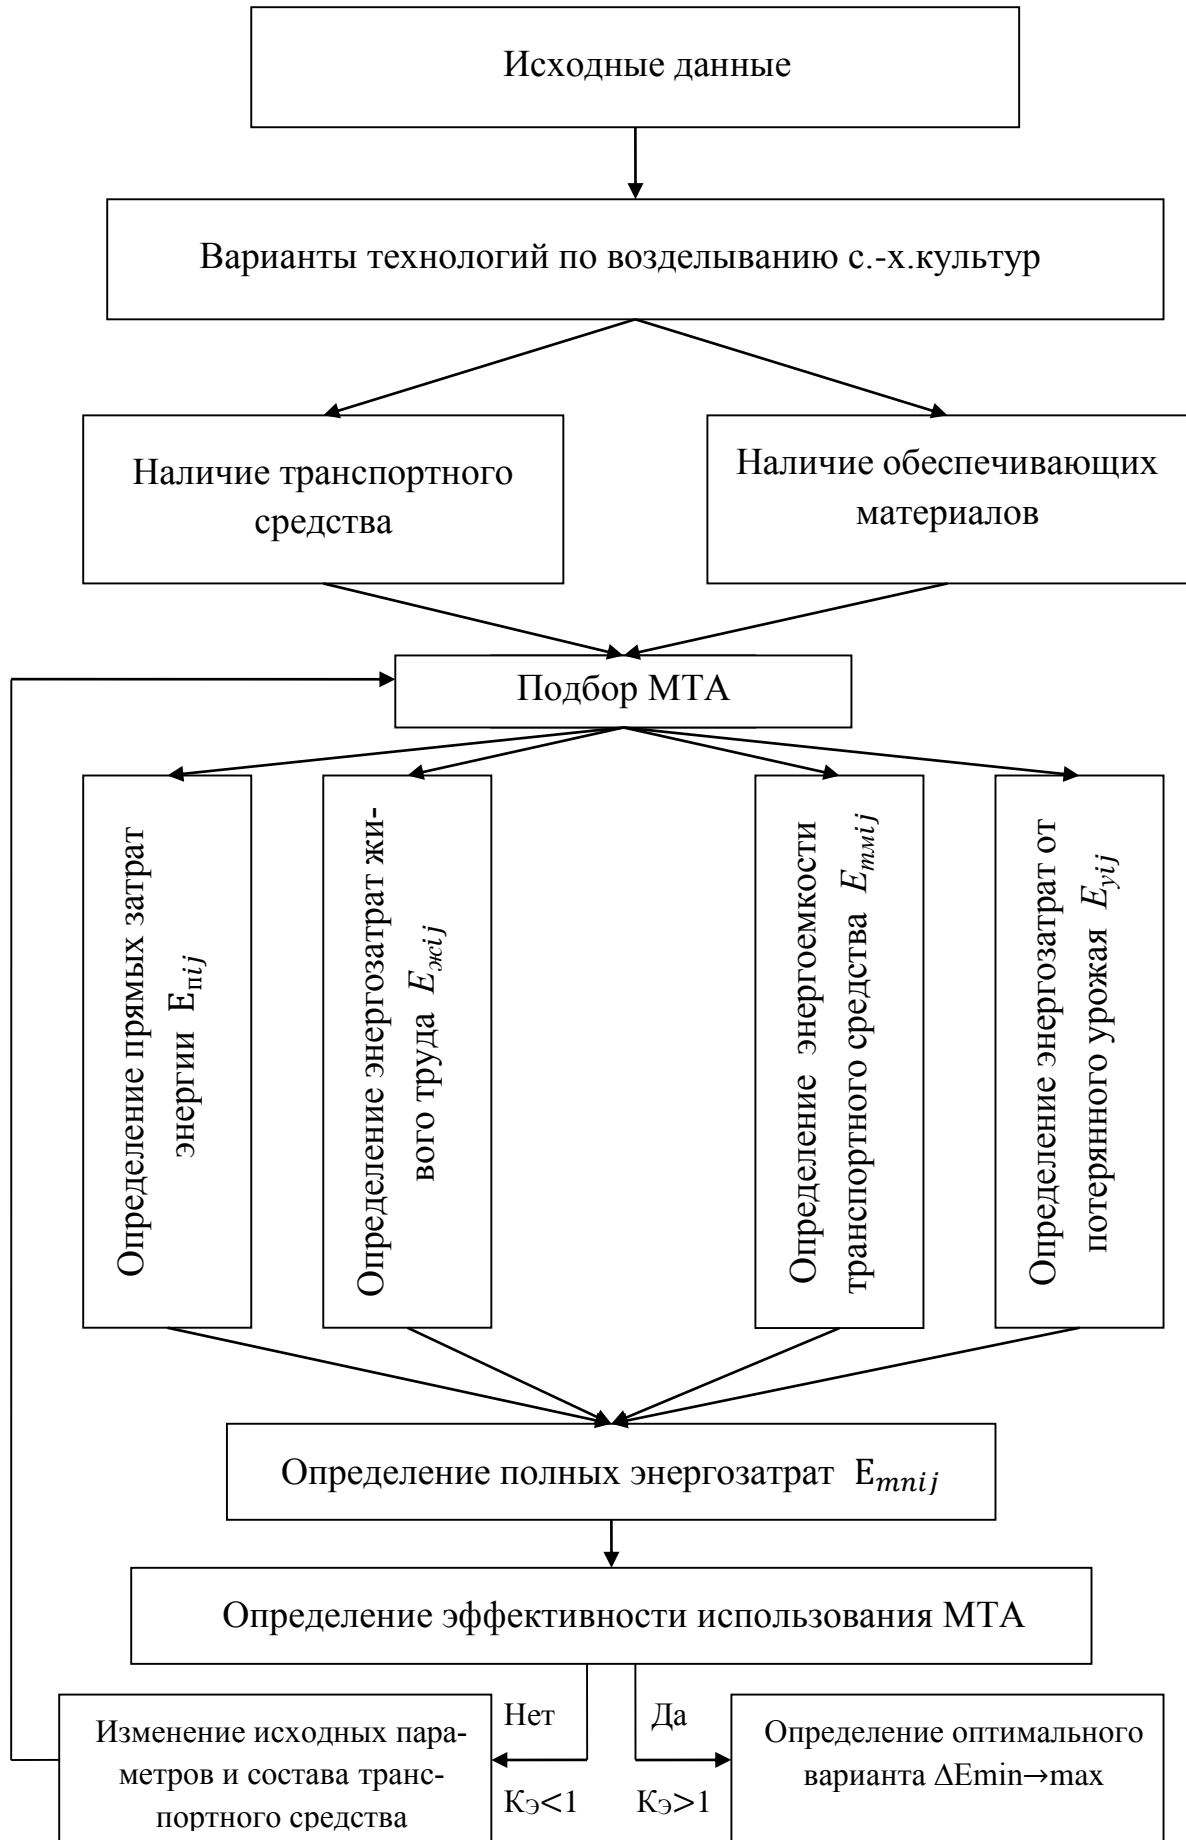 Исходные данные
Варианты технологий по возделыванию с.-х.культур
Наличие транспортного
средства
Наличие обеспечивающих
материалов
Подбор МТА
Определение прямых затрат
энергии Eпij
Определение энергозатрат жи-
вого труда Eжij
Определение энергоемкости
транспортного средства Eтмij
Определение энергозатрат от
потерянного урожая Eуij
Определение полных энергозатрат Emnij
Определение эффективности использования МТА
Изменение исходных пара-
метров и состава транс-
портного средства
Нет
КЭ<1
Да
КЭ>1
Определение оптимального
варианта ΔEmin→max